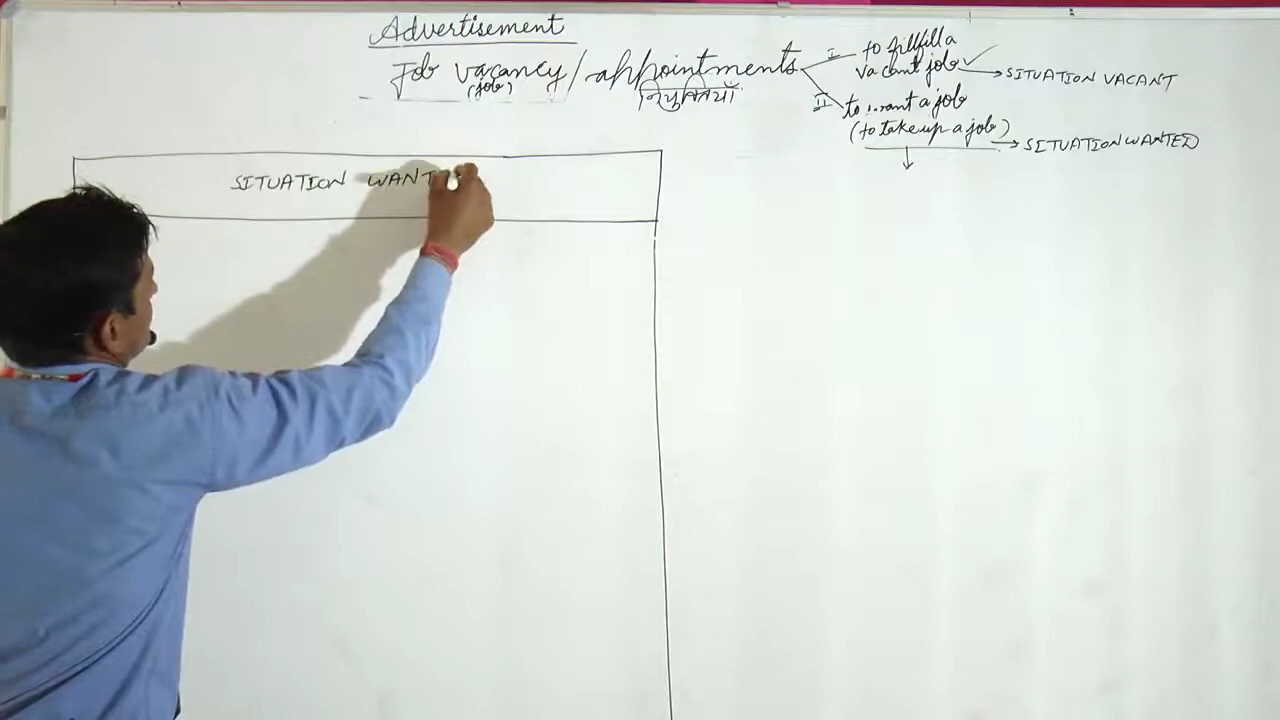 Advertisement
Job vacancy/appointments
(job)
I to fillfill a
vacant job ✓ → SITUATION VACANT
II to want a job
(to take up a job) → SITUATION WANTED
SITUATION WANT